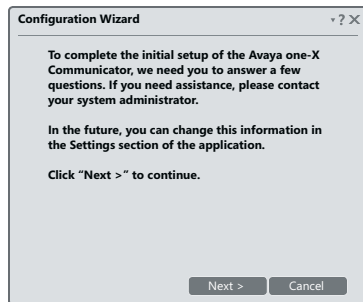 Configuration Wizard
?
To complete the initial setup of the Avaya one-X
Communicator, we need you to answer a few
questions. If you need assistance, please contact
your system administrator.
In the future, you can change this information in
the Settings section of the application.
Click “Next >” to continue.
Next >
Cancel